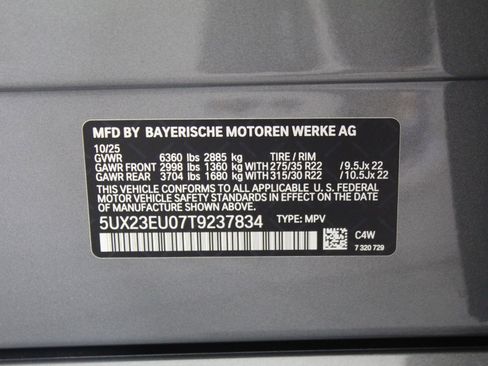 MFD BY BAYERISCHE MOTOREN WERKE AG
10/25
GVWR 6360 lbs 2885 kg TIRE / RIM
GAWR FRONT 2998 lbs 1360 kg WITH 275/35 R22 / 9.5Jx 22
GAWR REAR 3704 lbs 1680 kg WITH 315/30 R22 / 10.5Jx 22
THIS VEHICLE CONFORMS TO ALL APPLICABLE U. S. FEDERAL
MOTOR VEHICLE SAFETY STANDARDS IN EFFECT ON THE
DATE OF MANUFACTURE SHOWN ABOVE.
5UX23EU07T9237834 TYPE: MPV
C4W
7 320 729